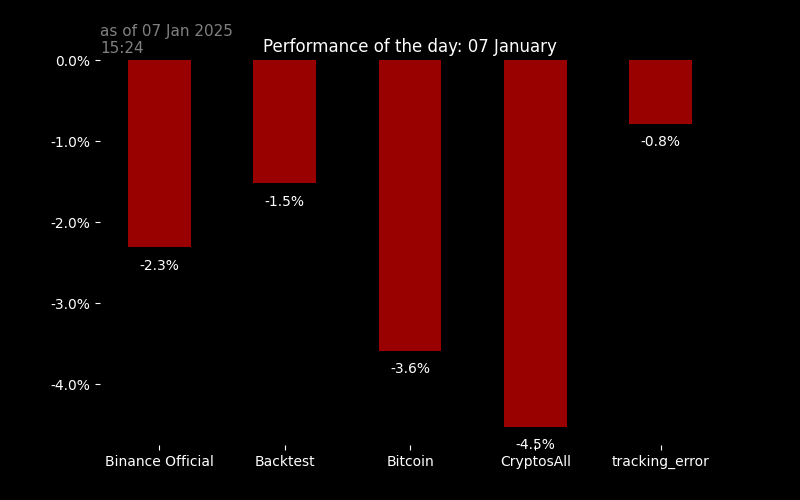 as of 07 Jan 2025
15:24
Performance of the day: 07 January
0.0%
-1.0%
-2.0%
-3.0%
-4.0%
-2.3%
-1.5%
-3.6%
-4.5%
-0.8%
Binance Official
Backtest
Bitcoin
CryptosAll
tracking_error